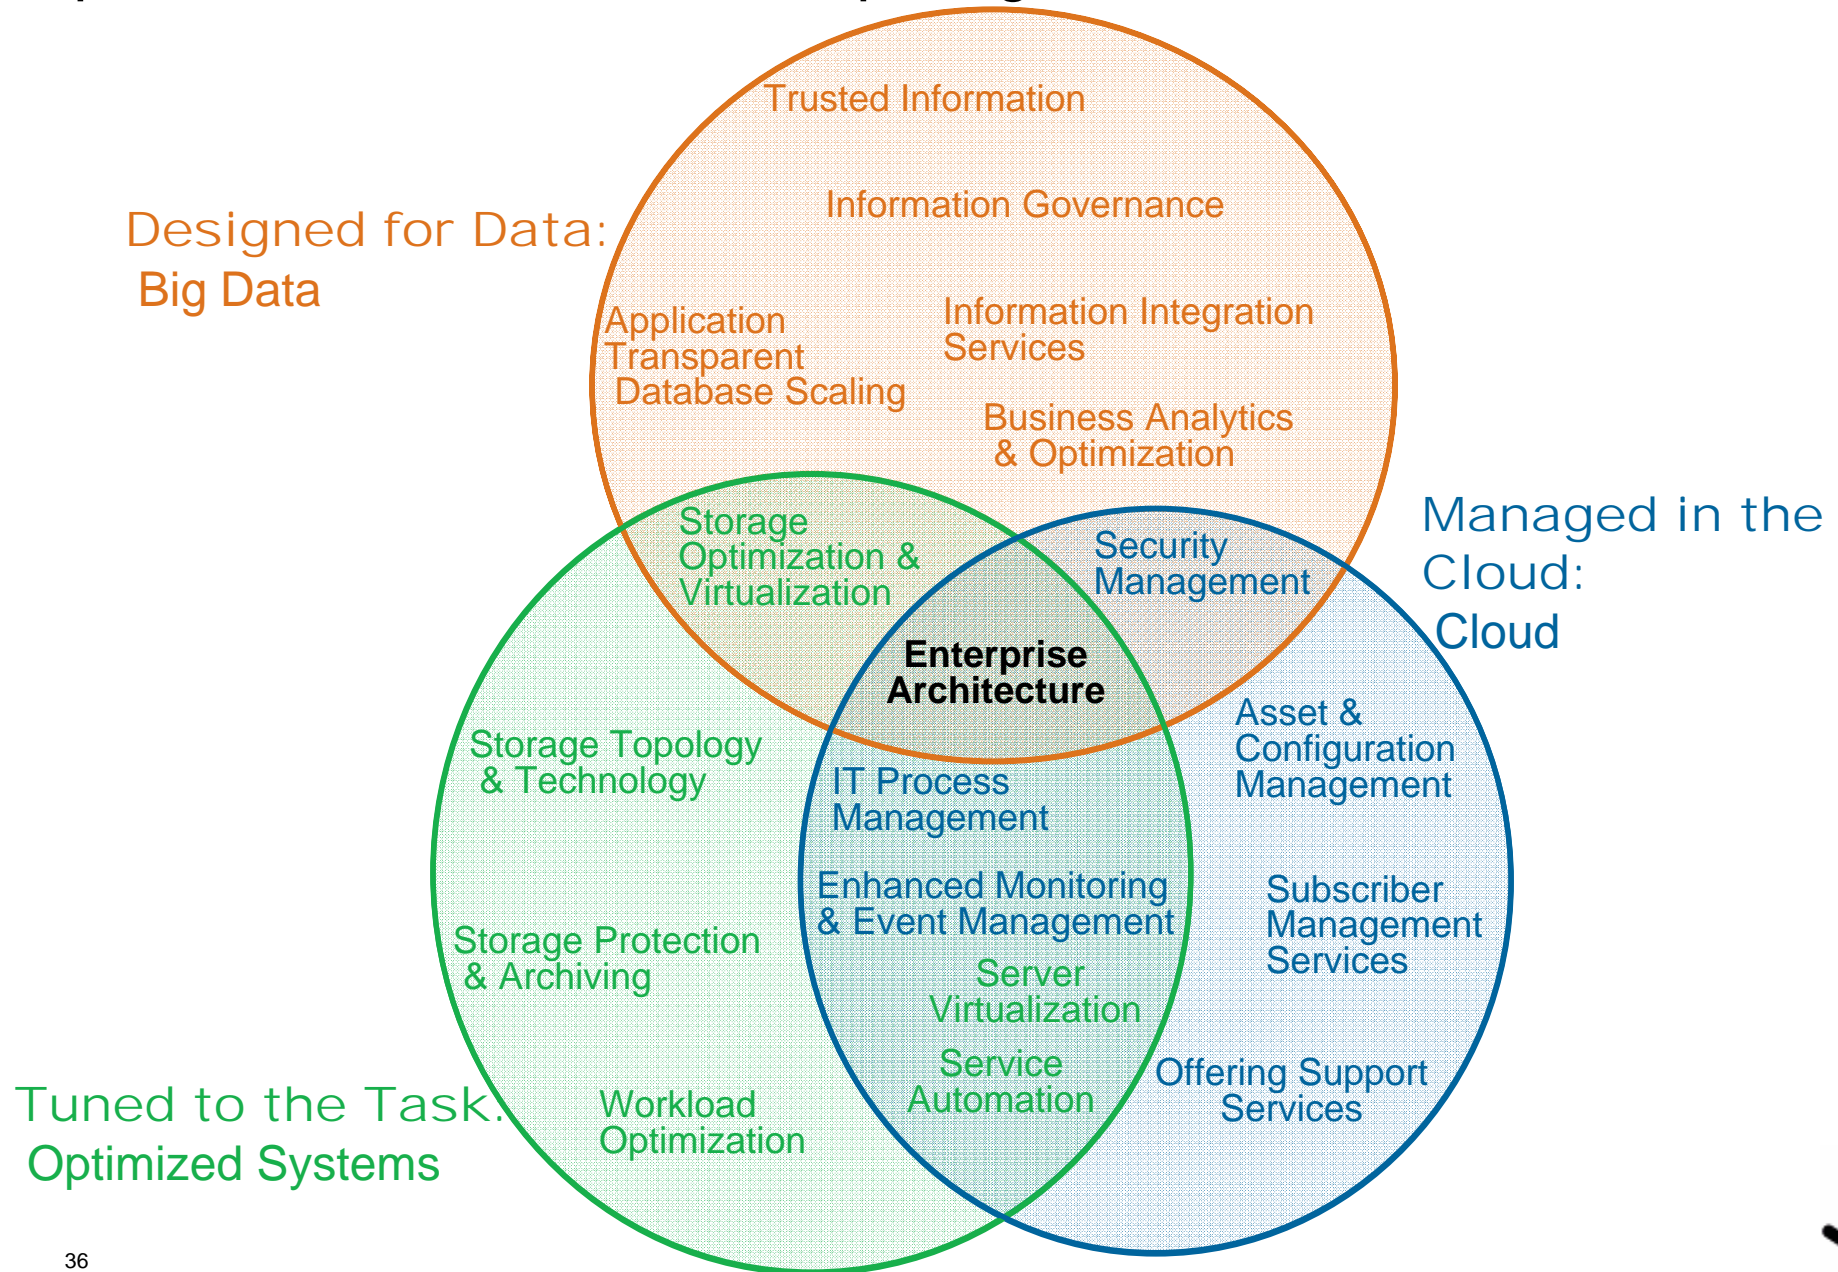 Trusted Information
Information Governance
Designed for Data:
Big Data
Application
Transparent
Database Scaling
Information Integration
Services
Business Analytics
& Optimization
Storage
Optimization &
Virtualization
Security
Management
Managed in the
Cloud:
Cloud
Enterprise
Architecture
Storage Topology
& Technology
IT Process
Management
Asset &
Configuration
Management
Enhanced Monitoring
& Event Management
Subscriber
Management
Services
Storage Protection
& Archiving
Server
Virtualization
Service
Automation
Offering Support
Services
Tuned to the Task:
Optimized Systems
Workload
Optimization
36